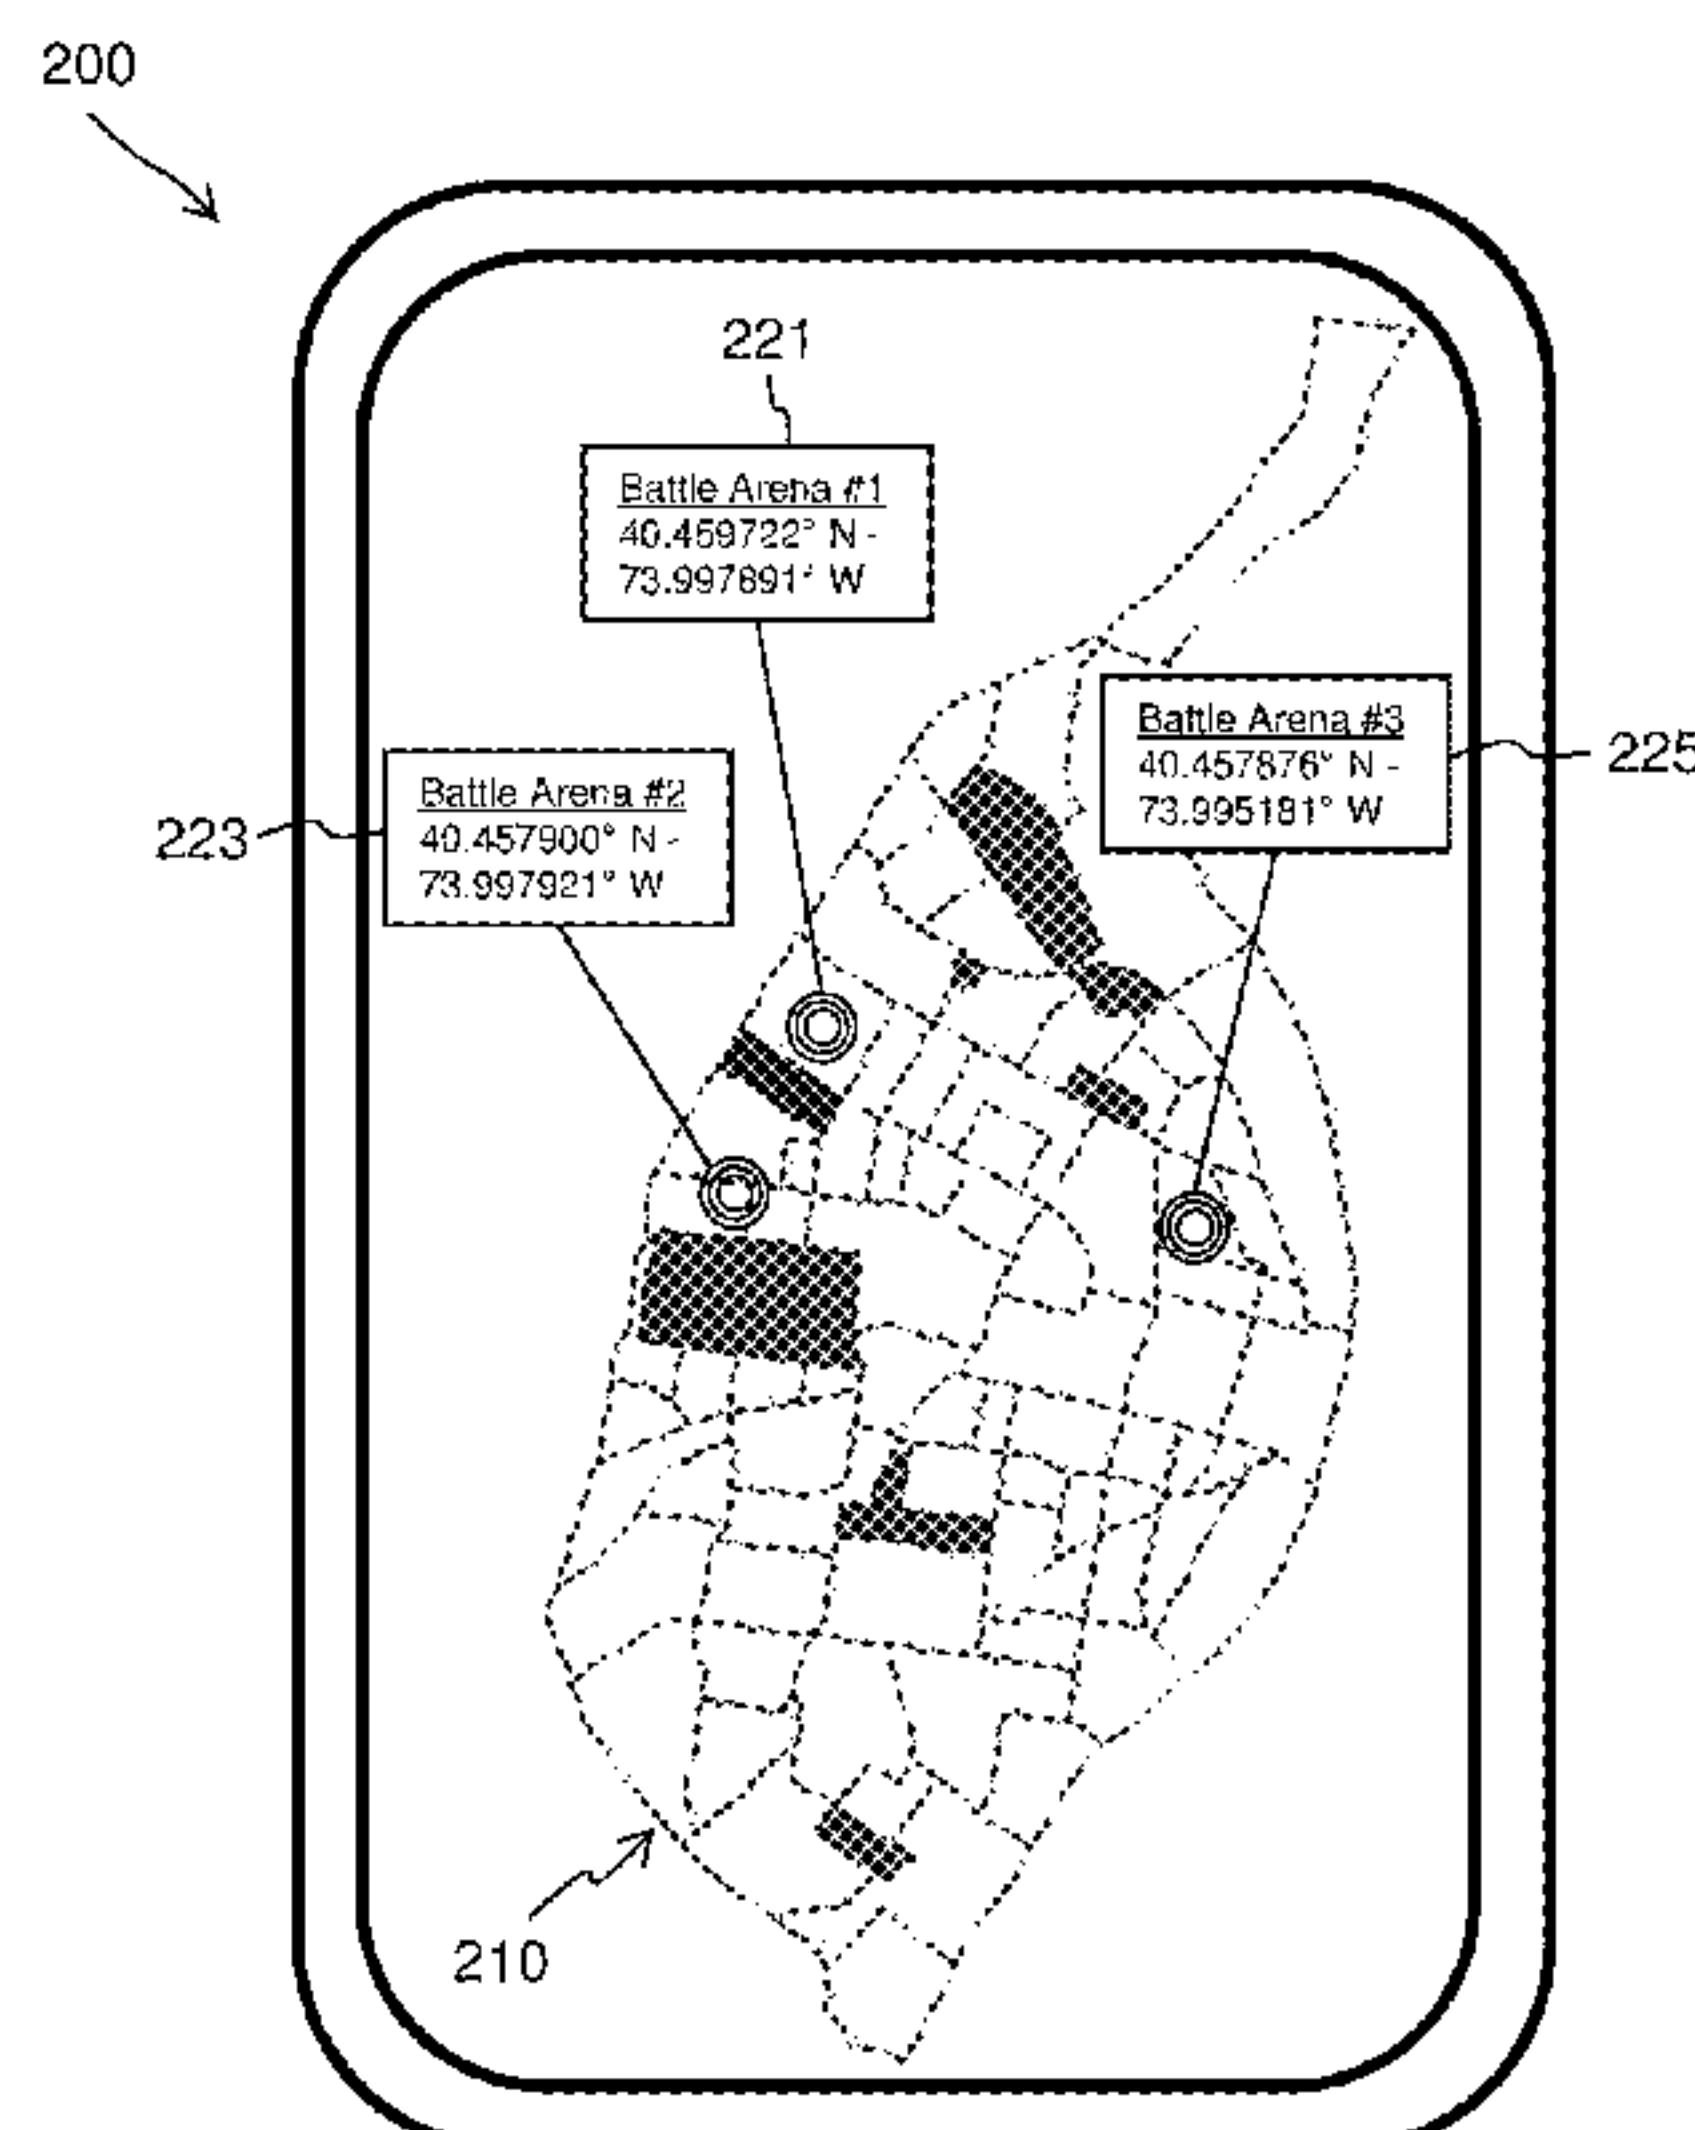 200
221
Battle Arena #1
40.459722° N -
73.997891° W
Battle Arena #3
40.457876° N -
73.995181° W
225
Battle Arena #2
40.457900° N -
73.997921° W
223
210